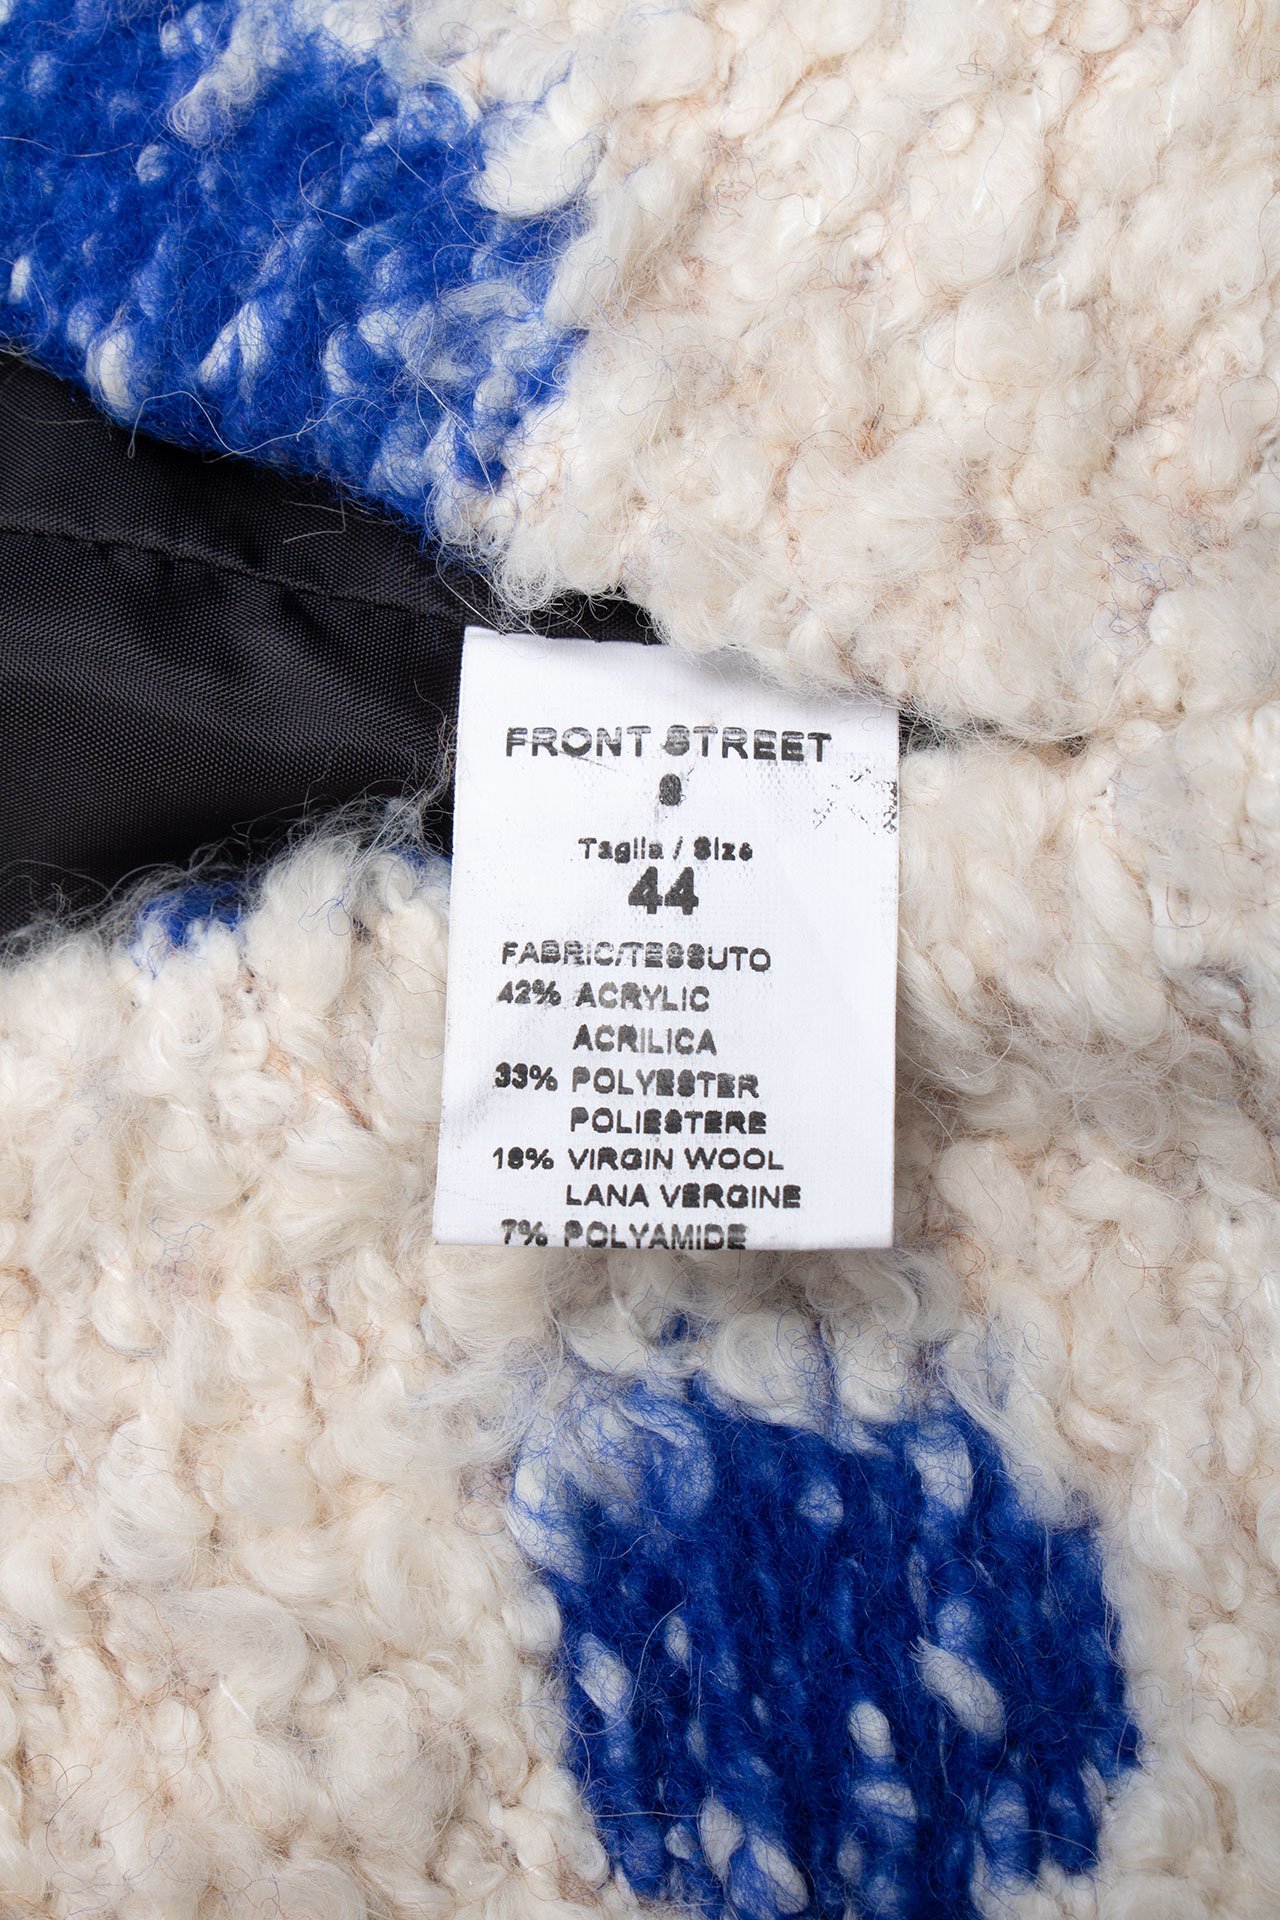 FRONT STREET
8
Taglia / Size
44
FABRIC/TESSUTO
42% ACRYLIC
ACRILICA
33% POLYESTER
POLIESTERE
18% VIRGIN WOOL
LANA VERGINE
7% POLYAMIDE